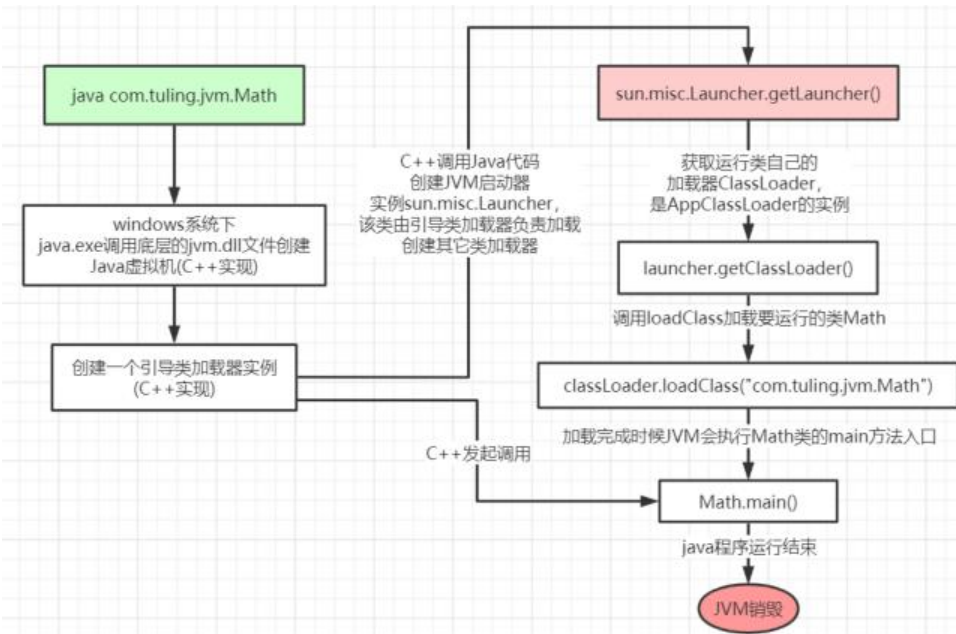 java com.tuling.jvm.Math
windows系统下
java.exe调用底层的jvm.dll文件创建
Java虚拟机(C++实现)
创建一个引导类加载器实例
(C++实现)
C++调用Java代码
创建JVM启动器
实例sun.misc.Launcher,
该类由引导类加载器负责加载
创建其它类加载器
C++发起调用
sun.misc.Launcher.getLauncher()
获取运行类自己的
加载器ClassLoader,
是AppClassLoader的实例
launcher.getClassLoader()
调用loadClass加载要运行的类Math
classLoader.loadClass("com.tuling.jvm.Math")
加载完成时候JVM会执行Math类的main方法入口
Math.main()
java程序运行结束
JVM销毁